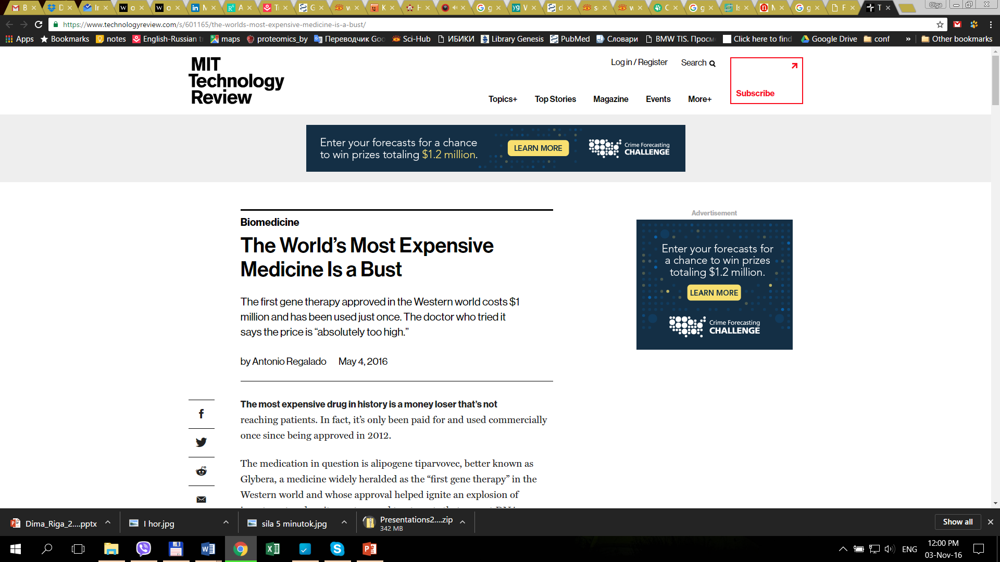 B
D
In
o
o
M
A
T
G
w
K
H
g
W
d
s
w
C
g
Is
N
g
F
T
Olga
https://www.technologyreview.com/s/601165/the-worlds-most-expensive-medicine-is-a-bust/
Apps Bookmarks notes English-Russian maps proteomics_by Переводчик Goo Sci-Hub ИБИКИ Library Genesis PubMed Словари BMW TIS. Просм Click here to find Google Drive conf » Other bookmarks
MIT
Technology
Review
Log in / Register Search
Topics+ Top Stories Magazine Events More+
Subscribe
Enter your forecasts for a chance
to win prizes totaling $1.2 million.
LEARN MORE
Crime Forecasting
CHALLENGE
Biomedicine
The World’s Most Expensive
Medicine Is a Bust
The first gene therapy approved in the Western world costs $1
million and has been used just once. The doctor who tried it
says the price is “absolutely too high.”
by Antonio Regalado May 4, 2016
Advertisement
Enter your forecasts for
a chance to win prizes
totaling $1.2 million.
LEARN MORE
Crime Forecasting
CHALLENGE
The most expensive drug in history is a money loser that’s not
reaching patients. In fact, it’s only been paid for and used commercially
once since being approved in 2012.
The medication in question is alipogene tiparvovec, better known as
Glybera, a medicine widely heralded as the “first gene therapy” in the
Western world and whose approval helped ignite an explosion of
Dima_Riga_2....pptx
I hor.jpg
sila 5 minutok.jpg
Presentations2....zip
342 MB
Show all
ENG
12:00 PM
03-Nov-16